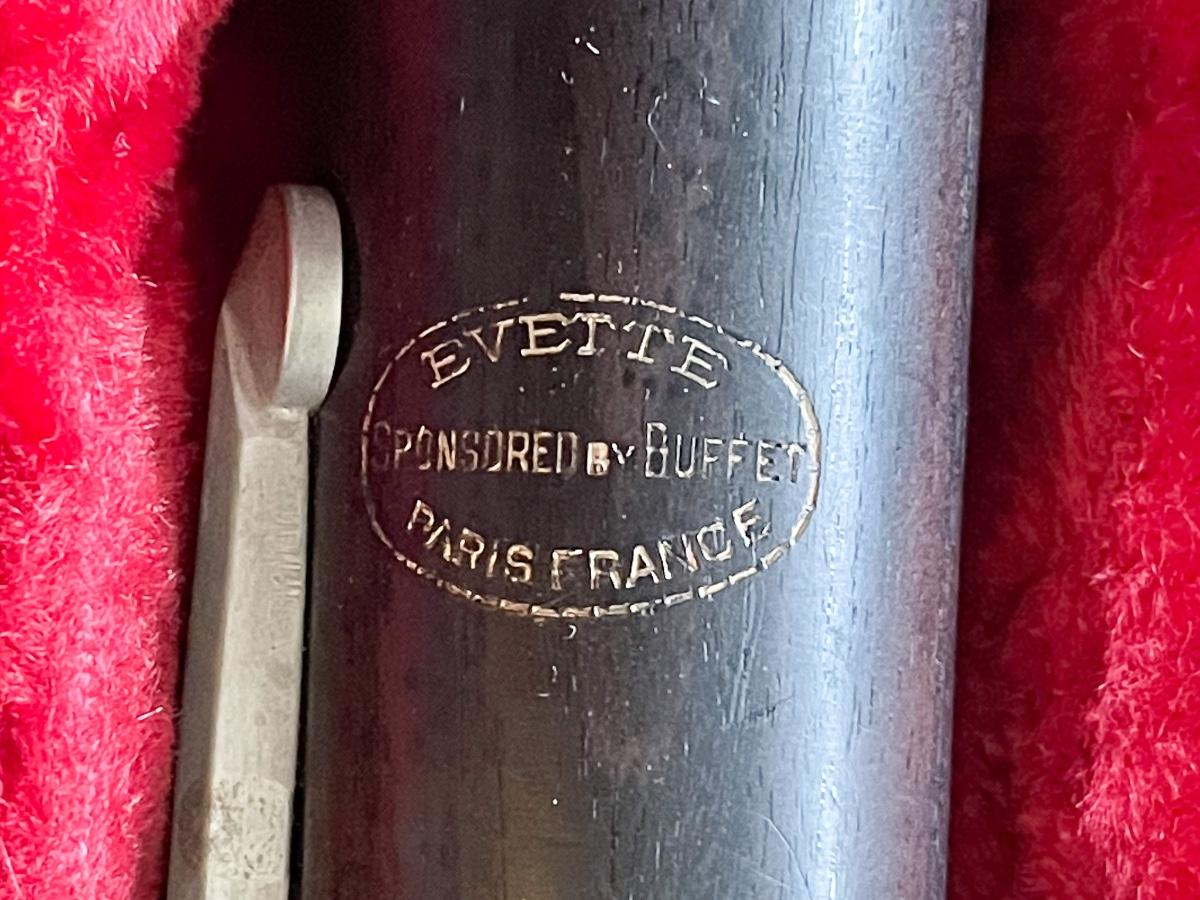 EVETTE
SPONSORED BY BUFFET
PARIS FRANCE